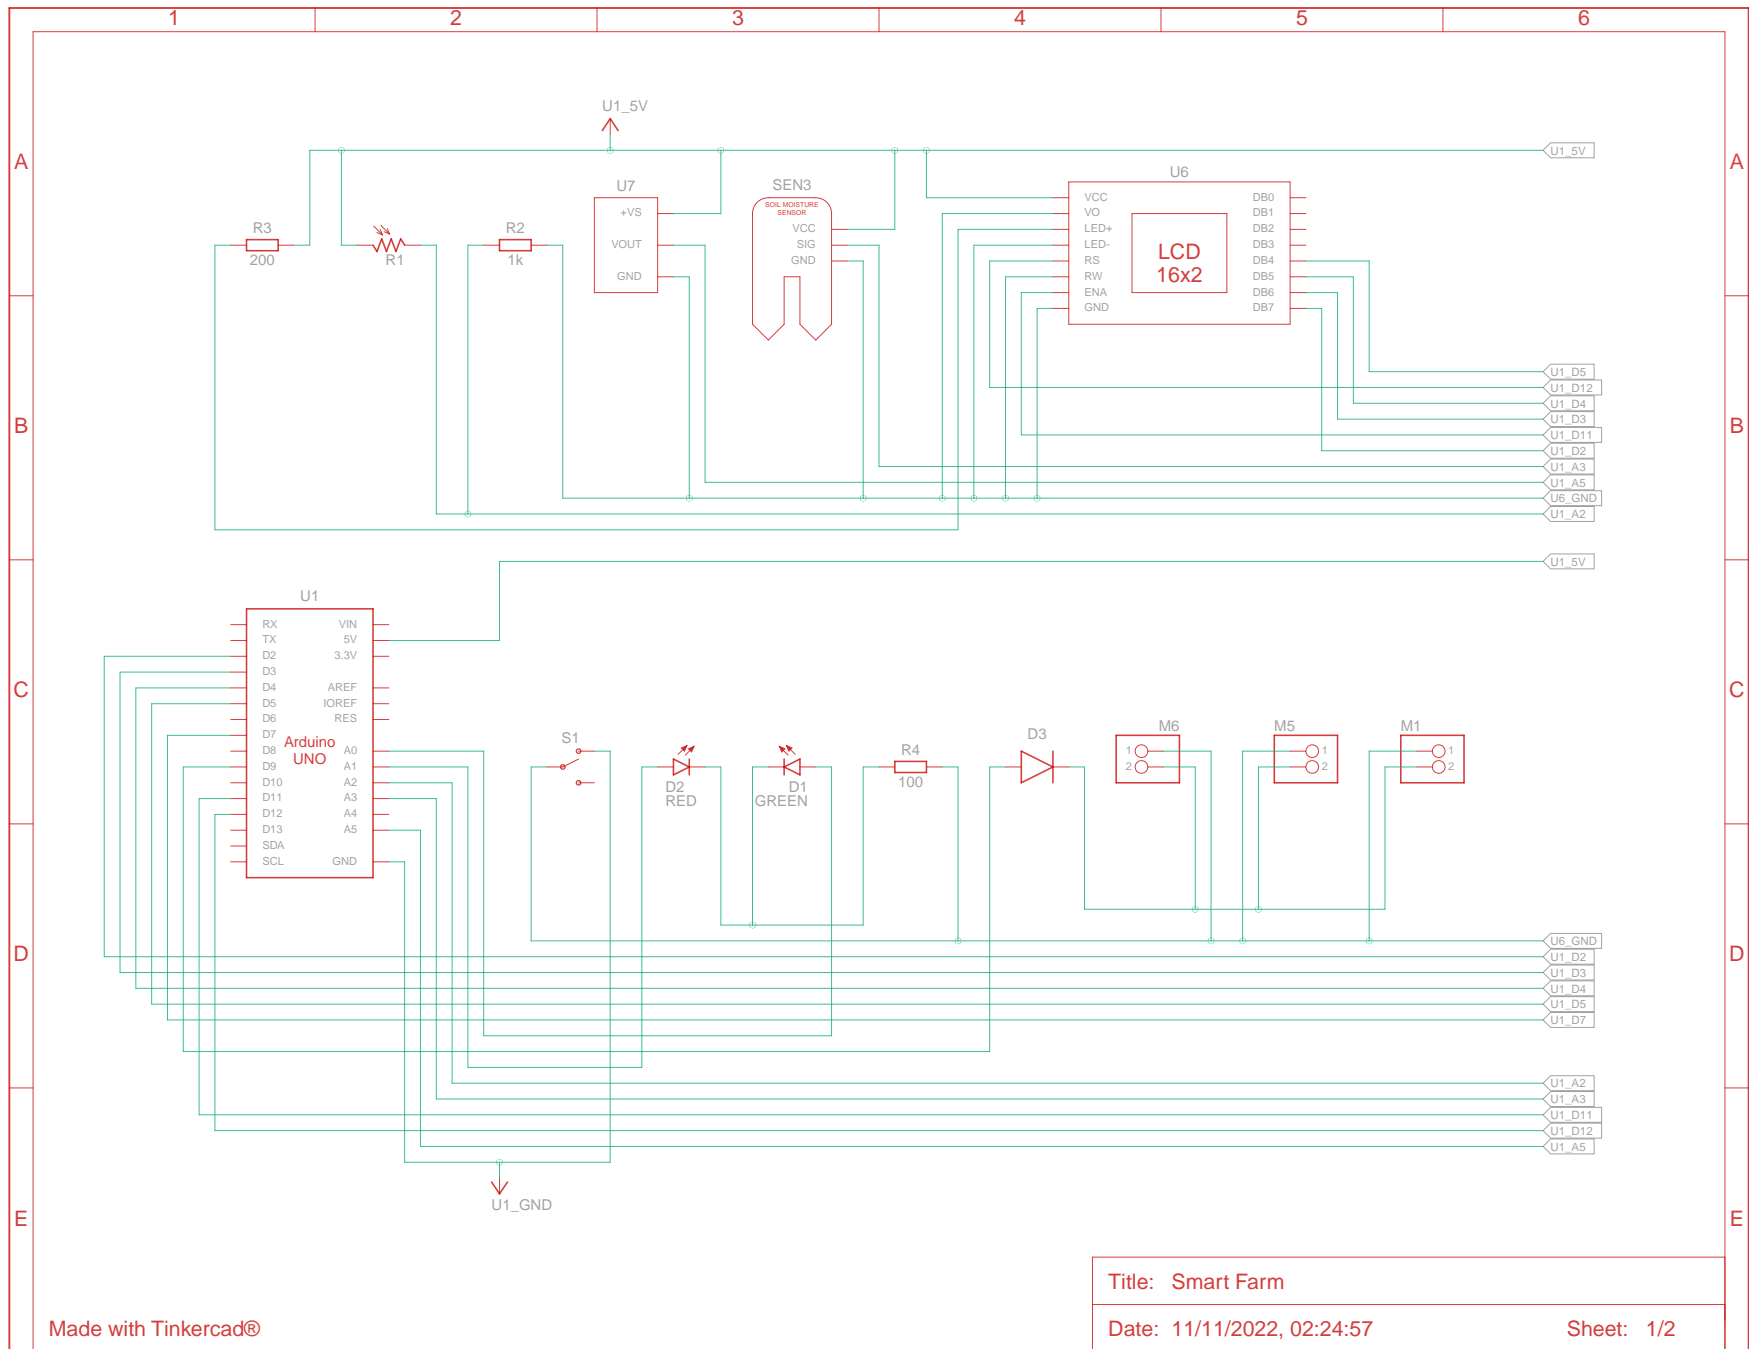 1 2 3 4 5 6
A A
B B
C C
D D
E E
U1_5V
U1_5V
R3
200
R1
R2
1k
U7
+VS
VOUT
GND
SEN3
SOIL MOISTURE
SENSOR
VCC
SIG
GND
U6
VCC DB0
VO DB1
LED+ DB2
LED- DB3
RS DB4
RW DB5
ENA DB6
GND DB7
LCD
16x2
U1_D5
U1_D12
U1_D4
U1_D3
U1_D11
U1_D2
U1_A3
U1_A5
U6_GND
U1_A2
U1_5V
U1
RX VIN
TX 5V
D2 3.3V
D3
D4 AREF
D5 IOREF
D6 RES
D7
D8 A0
D9 A1
D10 A2
D11 A3
D12 A4
D13 A5
SDA
SCL GND
Arduino
UNO
S1
D2
RED
D1
GREEN
R4
100
D3
M6
1
2
M5
1
2
M1
1
2
U6_GND
U1_D2
U1_D3
U1_D4
U1_D5
U1_D7
U1_A2
U1_A3
U1_D11
U1_D12
U1_A5
U1_GND
Title: Smart Farm
Made with Tinkercad®
Date: 11/11/2022, 02:24:57 Sheet: 1/2